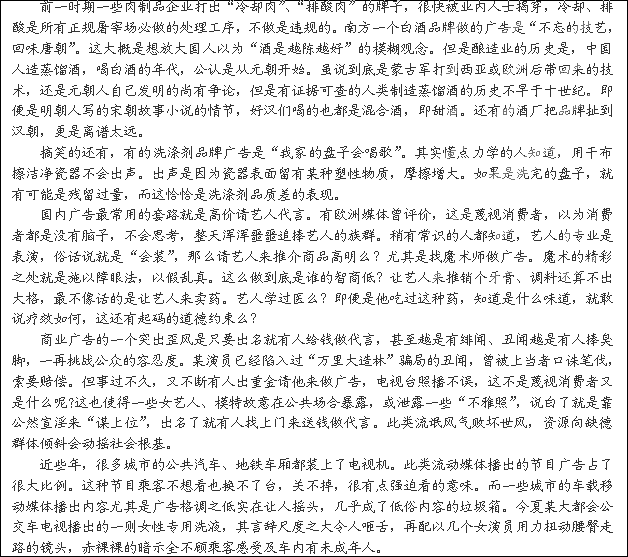 前一时期一些肉制品企业打出“冷却肉”、“排酸肉”的牌子，很快被业内人士揭穿，冷却、排
酸是所有正规屠宰场必做的处理工序，不做是违规的。南方一个白酒品牌做的广告是“不忘的技艺，
回味唐朝”。这大概是想放大国人以为“酒是越陈越好”的模糊观念。但是酿造业的历史是，中国
人造蒸馏酒，喝白酒的年代，公认是从元朝开始。虽说到底是蒙古军打到西亚或欧洲后带回来的技
术，还是元朝人自己发明的尚有争论，但是有证据可查的人类制造蒸馏酒的历史不早于十世纪。即
便是明朝人写的宋朝故事小说的情节，好汉们喝的也都是混合酒，即甜酒。还有的酒厂把品牌扯到
汉朝，更是离谱太远。
搞笑的还有，有的洗涤剂品牌广告是“我家的盘子会唱歌”。其实懂点力学的人知道，用干布
擦洁净瓷器不会出声。出声是因为瓷器表面留有某种塑性物质，摩擦增大。如果是洗完的盘子，就
有可能是残留过量，而这恰恰是洗涤剂品质差的表现。
国内广告最常用的套路就是高价请艺人代言。有欧洲媒体曾评价，这是蔑视消费者，以为消费
者都是没有脑子，不会思考，整天浑浑噩噩追捧艺人的族群。稍有常识的人都知道，艺人的专业是
表演，俗话说就是“会装”，那么请艺人来推介商品高明么？尤其是找魔术师做广告。魔术的精彩
之处就是施以障眼法，以假乱真。这么做到底是谁的智商低？让艺人来推销个牙膏、调料还算不出
大格，最不像话的是让艺人来卖药。艺人学过医么？即便是他吃过这种药，知道是什么味道，就敢
说疗效如何，这还有起码的道德约束么？
商业广告的一个突出歪风是只要出名就有人给钱做代言，甚至越是有绯闻、丑闻越是有人捧臭
脚，一再挑战公众的容忍度。某演员已经陷入过“万里大造林”骗局的丑闻，曾被上当者口诛笔伐，
索要赔偿。但事过不久，又不断有人出重金请他来做广告，电视台照播不误，这不是蔑视消费者又
是什么呢?这也使得一些女艺人、模特故意在公共场合暴露，或泄露一些“不雅照”，说白了就是靠
公然宣淫来“谋上位”，出名了就有人找上门来送钱做代言。此类流氓风气败坏世风，资源向缺德
群体倾斜会动摇社会根基。
近些年，很多城市的公共汽车、地铁车厢都装上了电视机。此类流动媒体播出的节目广告占了
很大比例。这种节目乘客不想看也换不了台，关不掉，很有点强迫看的意味。而一些城市的车载移
动媒体播出内容尤其是广告格调之低实在让人摇头，几乎成了低俗内容的垃圾箱。今夏某大都会公
交车电视播出的一则女性专用洗液，其言辞尺度之大令人咂舌，再配以几个女演员用力扭动腰臀走
路的镜头，赤裸裸的暗示全不顾乘客感受及车内有未成年人。